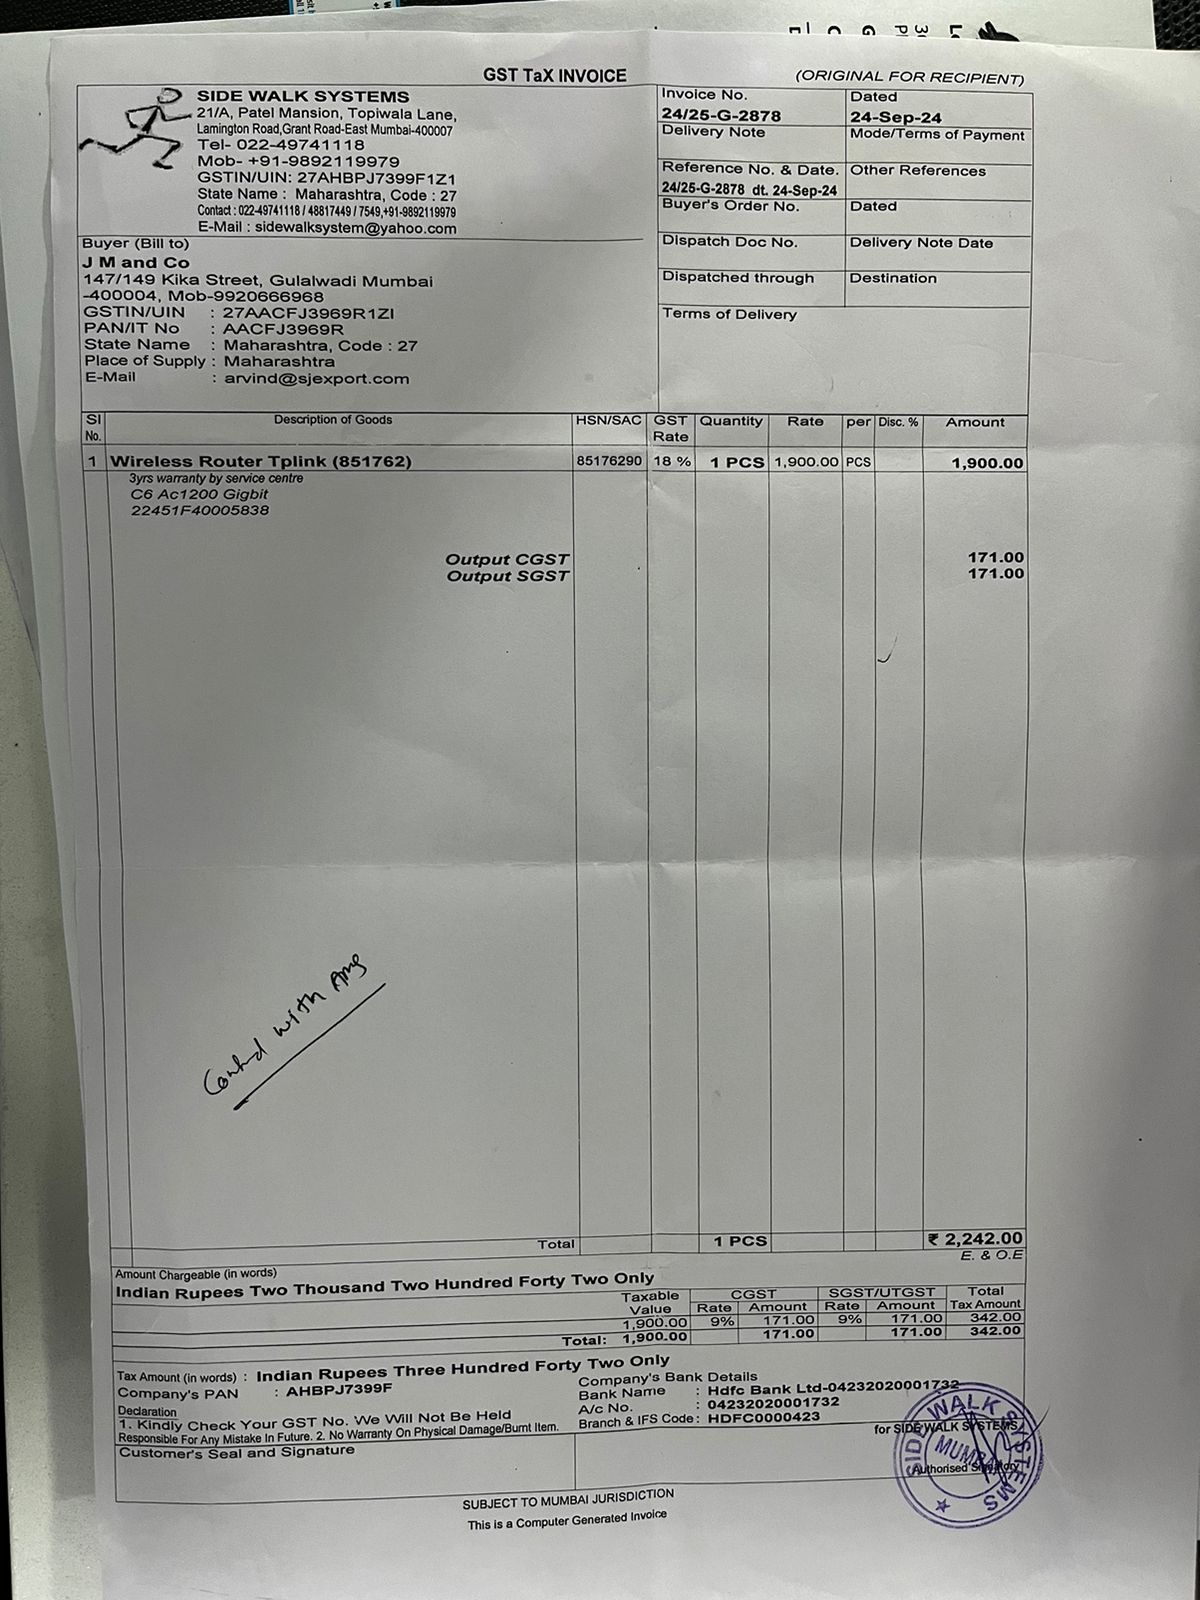 GST TaX INVOICE
(ORIGINAL FOR RECIPIENT)
SIDE WALK SYSTEMS
21/A, Patel Mansion, Topiwala Lane,
Lamington Road,Grant Road-East Mumbai-400007
Tel- 022-49741118
Mob- +91-9892119979
GSTIN/UIN: 27AHBPJ7399F1Z1
State Name : Maharashtra, Code : 27
Contact : 022-49741118 / 48817449 / 7549,+91-9892119979
E-Mail : sidewalksystem@yahoo.com
Invoice No.
24/25-G-2878
Dated
24-Sep-24
Delivery Note
Mode/Terms of Payment
Reference No. & Date.
24/25-G-2878 dt. 24-Sep-24
Other References
Buyer's Order No.
Dated
Dispatch Doc No.
Delivery Note Date
Dispatched through
Destination
Terms of Delivery
Buyer (Bill to)
J M and Co
147/149 Kika Street, Gulalwadi Mumbai
-400004, Mob-9920666968
GSTIN/UIN : 27AACFJ3969R1ZI
PAN/IT No : AACFJ3969R
State Name : Maharashtra, Code : 27
Place of Supply : Maharashtra
E-Mail : arvind@sjexport.com
Sl No. Description of Goods HSN/SAC GST Rate Quantity Rate per Disc. % Amount
1 Wireless Router Tplink (851762) 85176290 18 % 1 PCS 1,900.00 PCS 1,900.00
3yrs warranty by service centre
C6 Ac1200 Gigbit
22451F40005838
Output CGST 171.00
Output SGST 171.00
with
Total 1 PCS ₹ 2,242.00
E. & O.E
Amount Chargeable (in words)
Indian Rupees Two Thousand Two Hundred Forty Two Only
Taxable Value CGST SGST/UTGST Total Tax Amount
Rate Amount Rate Amount
1,900.00 9% 171.00 9% 171.00 342.00
Total: 1,900.00 171.00 171.00 342.00
Tax Amount (in words) : Indian Rupees Three Hundred Forty Two Only
Company's PAN : AHBPJ7399F
Declaration
1. Kindly Check Your GST No. We Will Not Be Held
Responsible For Any Mistake In Future. 2. No Warranty On Physical Damage/Burnt Item.
Company's Bank Details
Bank Name : Hdfc Bank Ltd-04232020001732
A/c No. : 04232020001732
Branch & IFS Code : HDFC0000423
Customer's Seal and Signature
for SIDE WALK SYSTEMS
Authorised Signatory
SIDE WALK SYSTEMS
MUMBAI
SUBJECT TO MUMBAI JURISDICTION
This is a Computer Generated Invoice